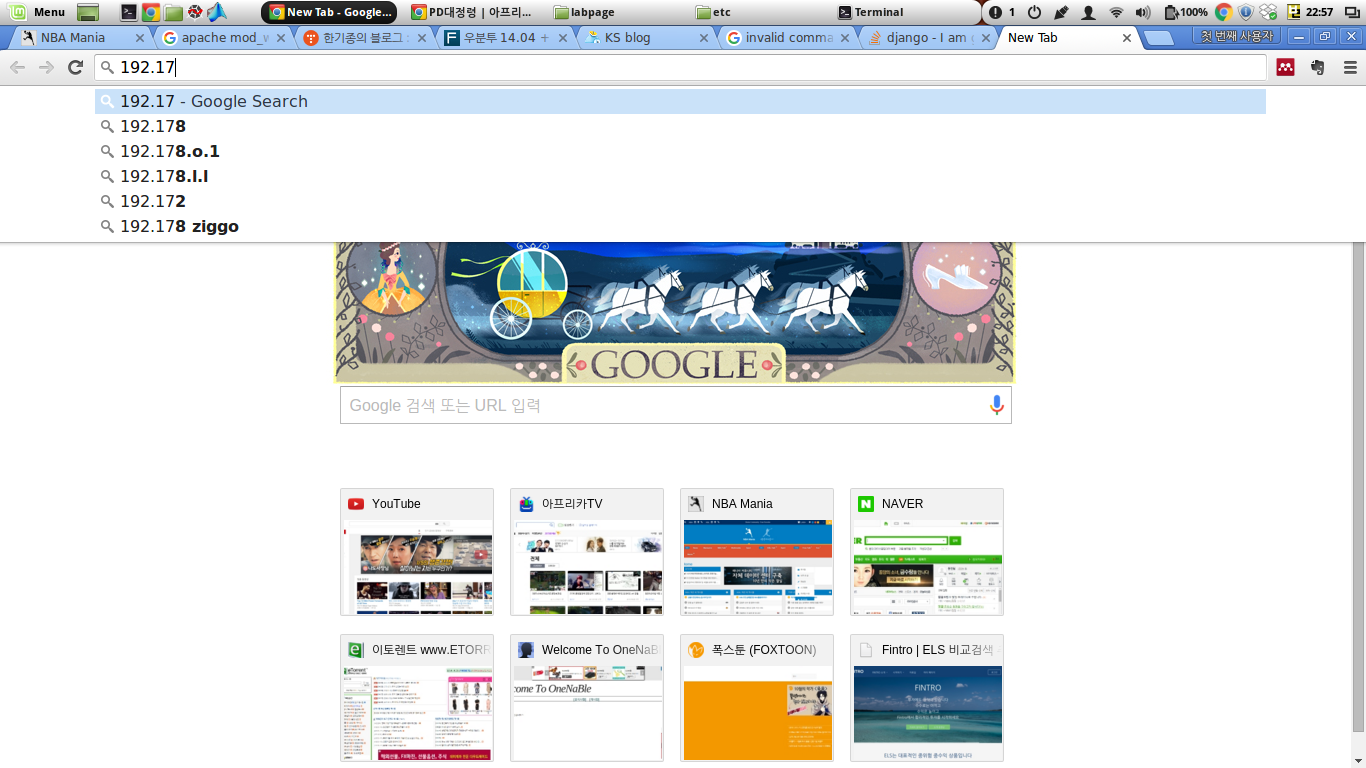 Menu
New Tab - Google...
PD대정령 | 아프리...
labpage
etc
Terminal
1
100%
22:57
NBA Mania
apache mod_w
한기종의 블로그 :
우분투 14.04 +
KS blog
invalid comma
django - I am g
New Tab
첫 번째 사용자
192.17
192.17 - Google Search
192.178
192.178.o.1
192.178.l.l
192.172
192.178 ziggo
GOOGLE
Google 검색 또는 URL 입력
YouTube
아프리카TV
NBA Mania
NAVER
이토렌트 www.ETORR
Welcome To OneNaBl
폭스툰 (FOXTOON)
Fintro | ELS 비교검색
come To OneNaBle
FINTRO